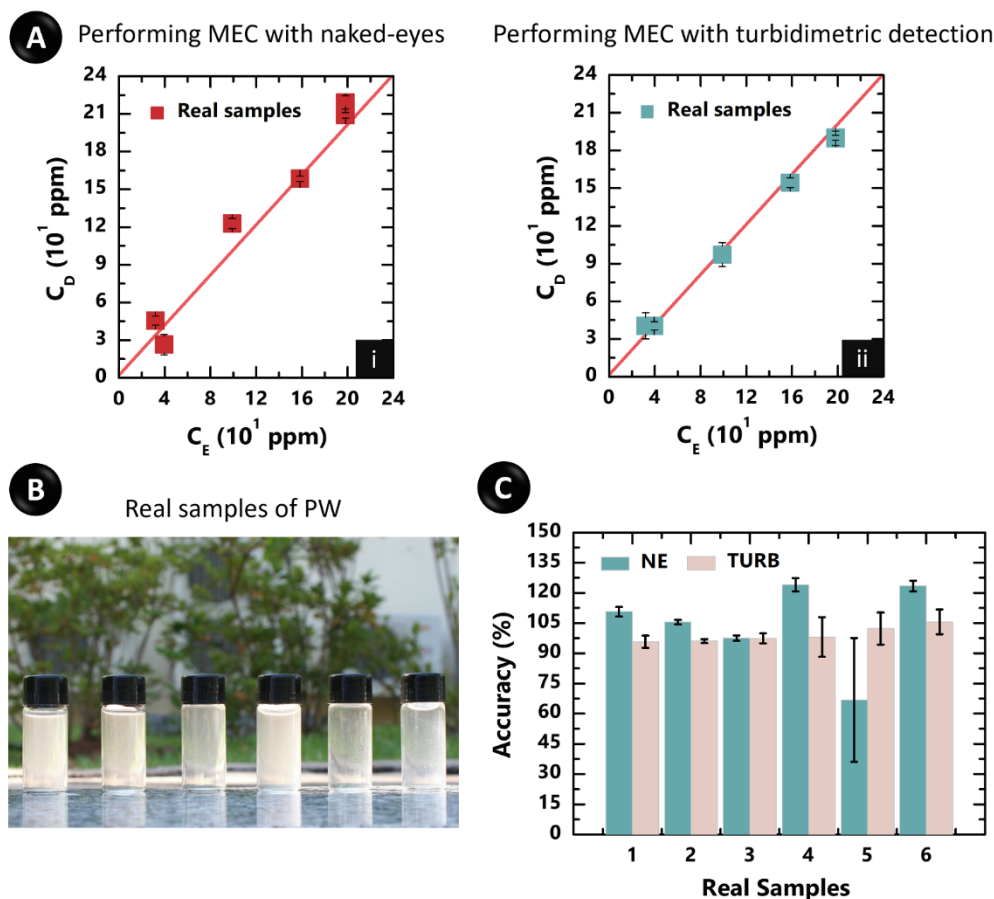 A
Performing MEC with naked-eyes
Performing MEC with turbidimetric detection
24
21
18
15
12
9
6
3
0
C_D (10¹ ppm)
Real samples
i
0 4 8 12 16 20 24
C_E (10¹ ppm)
24
21
18
15
12
9
6
3
0
C_D (10¹ ppm)
Real samples
ii
0 4 8 12 16 20 24
C_E (10¹ ppm)
B
Real samples of PW
C
150
135
120
105
90
75
60
45
30
15
0
Accuracy (%)
NE TURB
1 2 3 4 5 6
Real Samples